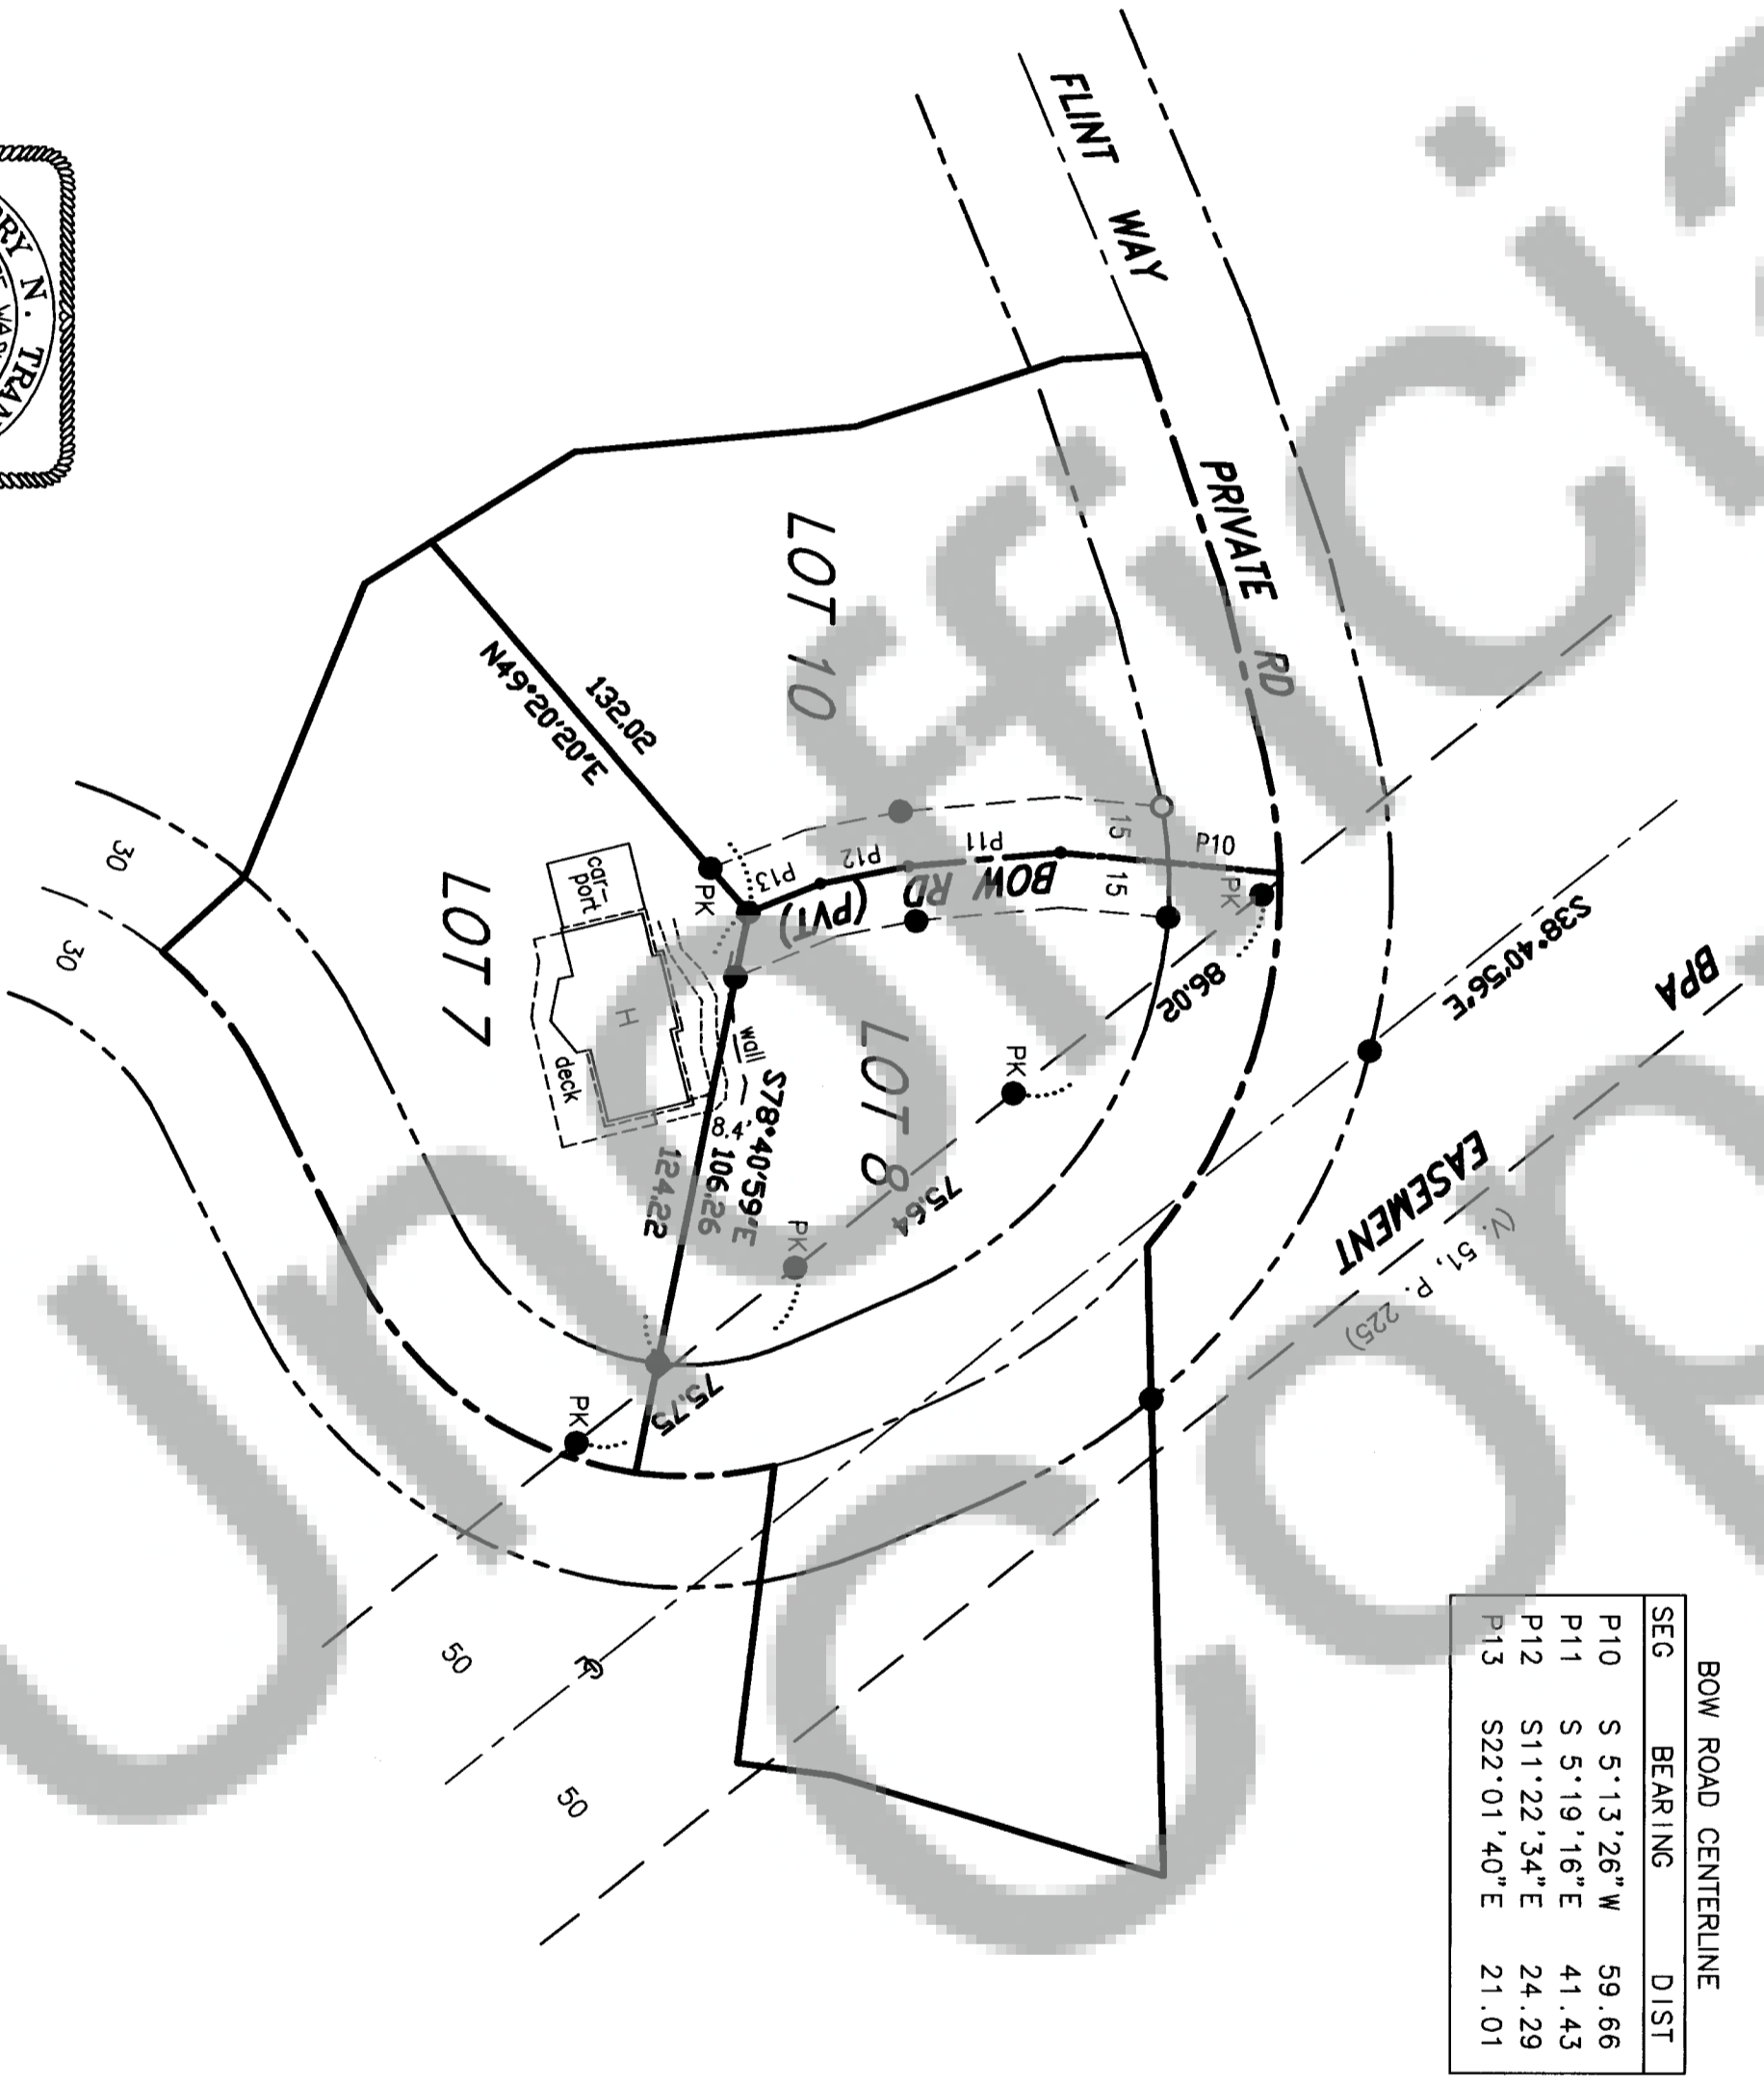 BOW ROAD CENTERLINE
SEG BEARING DIST
P10 S 5°13'26"W 59.66
P11 S 5°19'16"E 41.43
P12 S11°22'34"E 24.29
P13 S22°01'40"E 21.01
FLINT WAY
PRIVATE RD
S38°40'56"E
BPA
EASEMENT
51, P. 225)
P10
15
15
PK
86.02
P11
BOW RD
(PVT)
P12
P13
PK
LOT 10
132.02
N49°20'20"E
PK
LOT 8
75.64
PK
wall
S78°40'59"E
8.4'
106.26
124.22
car-
port
H
deck
LOT 7
75.75
PK
30
30
50
50
N. TRAN
Unofficial
Copy